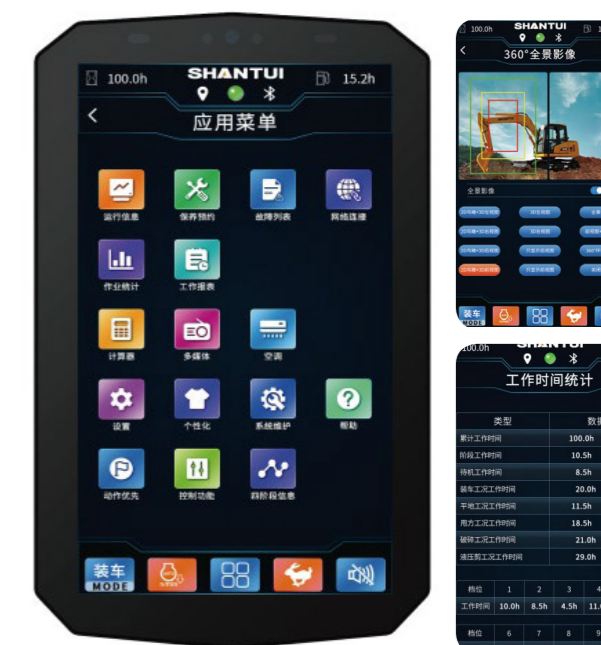 100.0h
SHANTUI
15.2h
应用菜单
运行信息
保养预约
故障列表
网络连接
作业统计
工作报表
计算器
多媒体
空调
设置
个性化
系统维护
帮助
动作优先
控制功能
四阶段信息
装车
MODE
100.0h
SHANTUI
360°全景影像
全景影像
装车
MODE
100.0h
SHANTUI
工作时间统计
类型
累计工作时间 100.0h
阶段工作时间 10.5h
待机工作时间 8.5h
装车工况工作时间 20.0h
平地工况工作时间 11.5h
甩方工况工作时间 18.5h
破碎工况工作时间 21.0h
液压剪工况工作时间 29.0h
档位 1 2 3 4
工作时间 10.0h 8.5h 4.5h
档位 6 7 8 9